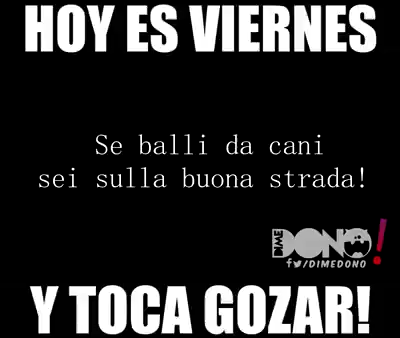 HOY ES VIERNES
Se balli da cani
sei sulla buona strada!
DIME DONO!
f/DIMEDONO
Y TOCA GOZAR!